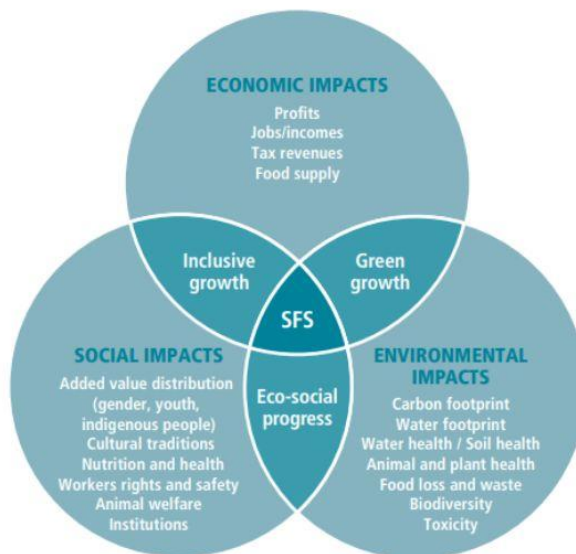 ECONOMIC IMPACTS
Profits
Jobs/incomes
Tax revenues
Food supply
Inclusive
growth
Green
growth
SFS
SOCIAL IMPACTS
Added value distribution
(gender, youth,
indigenous people)
Cultural traditions
Nutrition and health
Workers rights and safety
Animal welfare
Institutions
Eco-social
progress
ENVIRONMENTAL
IMPACTS
Carbon footprint
Water footprint
Water health / Soil health
Animal and plant health
Food loss and waste
Biodiversity
Toxicity